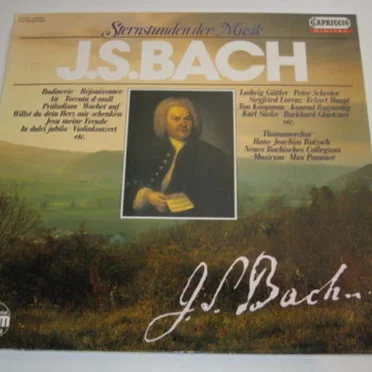 Sternstunden der Musik
CAPRICCIO
DIGITAL
J.S.BACH
Badinerie · Réjouissance
Air · Toccata d-moll
Präludium · Wachet auf
Willst du dein Herz mir schenken
Jesu meine Freude
In dulci jubilo · Violinkonzert
etc.
Ludwig Güttler · Peter Schreier
Siegfried Lorenz · Eckart Haupt
Ton Koopman · Konrad Ragossnig
Karl Suske · Burkhard Glaetzner
etc.
Thomanerchor
Hans-Joachim Rotzsch
Neues Bachisches Collegium
Musicum · Max Pommer
J. S. Bach